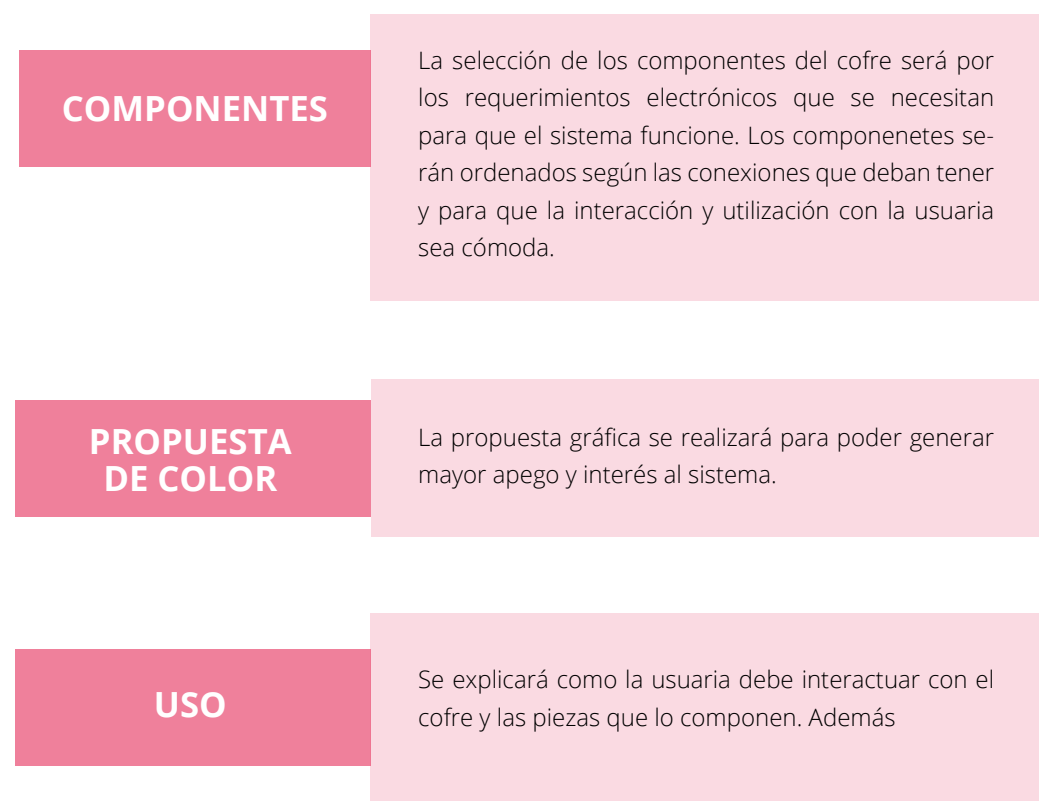 COMPONENTES
La selección de los componentes del cofre será por
los requerimientos electrónicos que se necesitan
para que el sistema funcione. Los componenetes se-
rán ordenados según las conexiones que deban tener
y para que la interacción y utilización con la usuaria
sea cómoda.
PROPUESTA
DE COLOR
La propuesta gráfica se realizará para poder generar
mayor apego y interés al sistema.
USO
Se explicará como la usuaria debe interactuar con el
cofre y las piezas que lo componen. Además